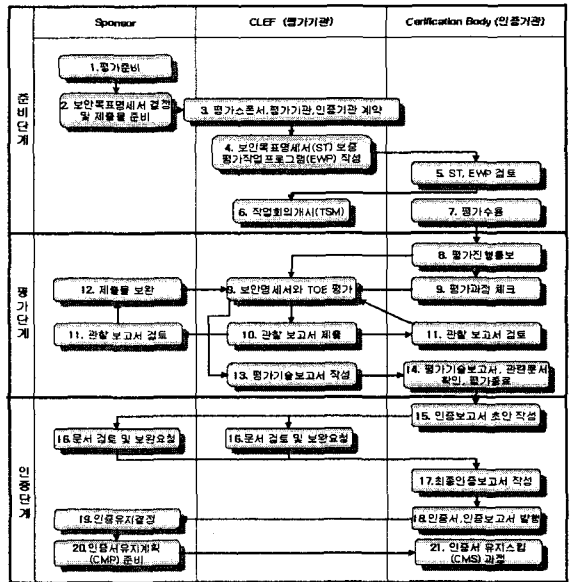 Sponsor
CLEF (평가기관)
Cerification Body (인증기관)
준비단계
1.평가준비
2. 보안목표명세서 결정
및 제출물 준비
3. 평가스폰서,평가기관,인증기관 계약
4. 보안목표명세서(ST) 보증
평가작업프로그램(EWP) 작성
5. ST, EWP 검토
6. 작업회의개시(TSM)
7. 평가수용
평가단계
8. 평가진행통보
12. 제출물 보완
9. 보안명세서와 TOE 평가
9. 평가과정 체크
11. 관찰 보고서 검토
10. 관찰 보고서 제출
11. 관찰 보고서 검토
13. 평가기술보고서 작성
14. 평가기술보고서, 관련문서
확인, 평가종료
인증단계
15. 인증보고서 초안 작성
16.문서 검토 및 보완요청
16.문서 검토 및 보완요청
17.최종인증보고서 작성
19.인증유지결정
18.인증서,인증보고서 발행
20.인증서유지계획
(CMP) 준비
21. 인증서 유지스킴
(CMS) 과정